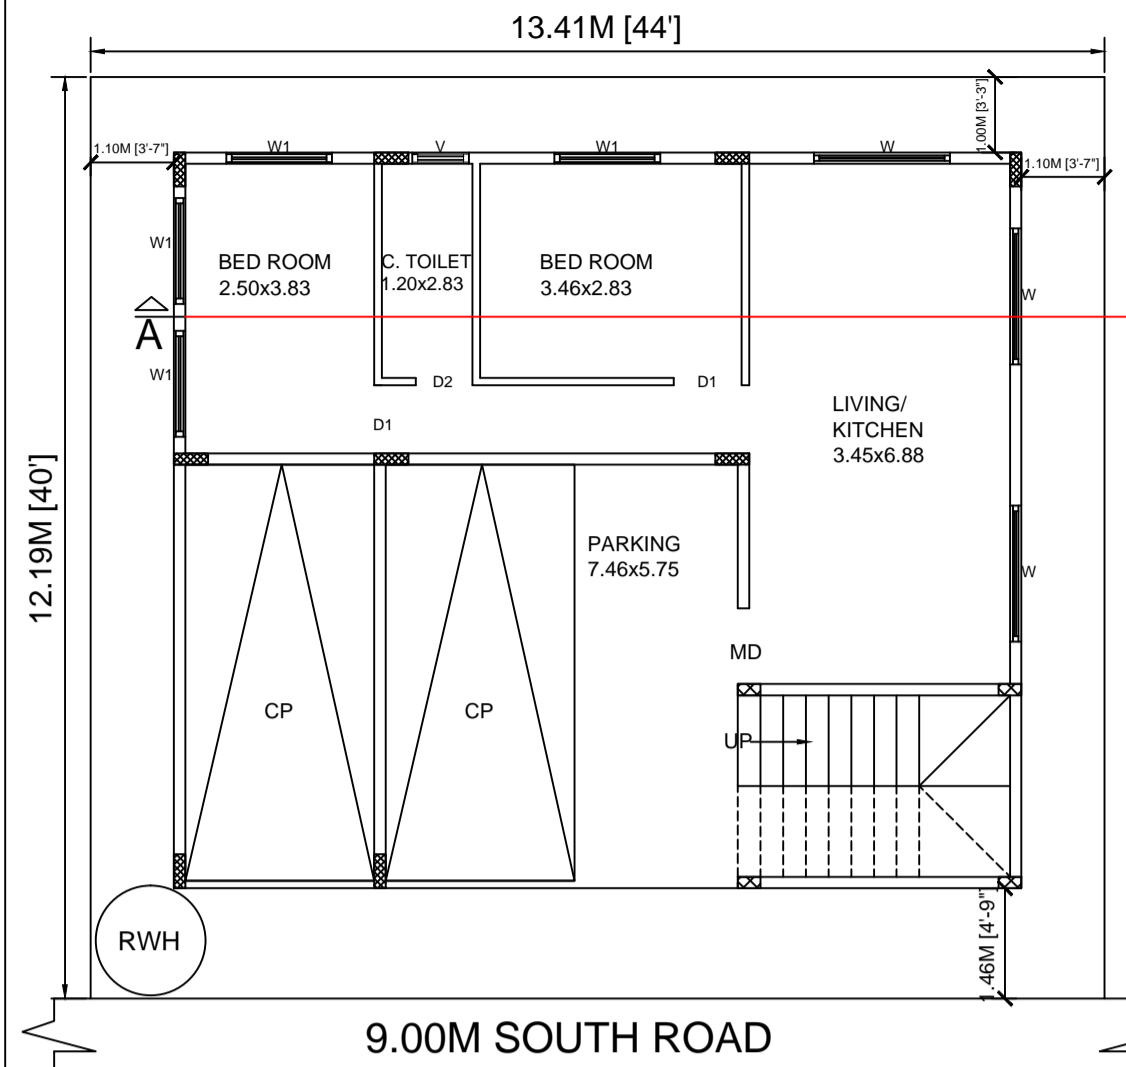 13.41M [44']
1.00M [3'-3"]
1.10M [3'-7"]
W1
V
W1
W
1.10M [3'-7"]
W1
BED ROOM
2.50x3.83
C. TOILET
1.20x2.83
BED ROOM
3.46x2.83
W
A
W1
D2
D1
D1
LIVING/
KITCHEN
3.45x6.88
12.19M [40']
PARKING
7.46x5.75
W
MD
CP
CP
UP
RWH
1.46M [4'-9"]
9.00M SOUTH ROAD